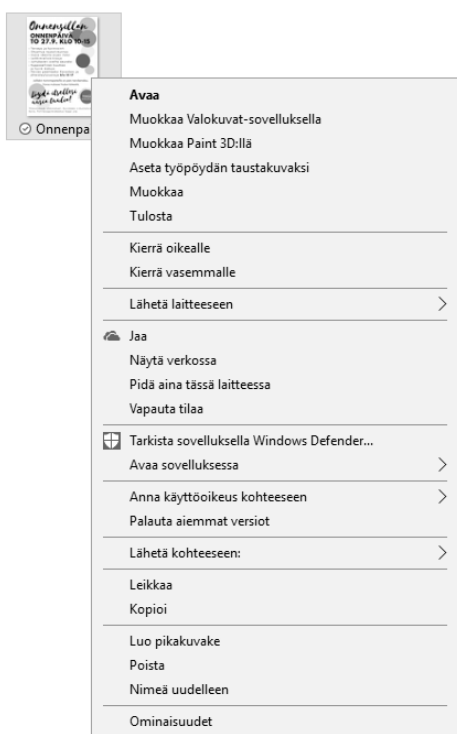 Onnensillan
ONNENPÄIVÄ
TO 27.9. KLO 10-15
Onnenpa
Avaa
Muokkaa Valokuvat-sovelluksella
Muokkaa Paint 3D:llä
Aseta työpöydän taustakuvaksi
Muokkaa
Tulosta
Kierrä oikealle
Kierrä vasemmalle
Lähetä laitteeseen
Jaa
Näytä verkossa
Pidä aina tässä laitteessa
Vapauta tilaa
Tarkista sovelluksella Windows Defender...
Avaa sovelluksessa
Anna käyttöoikeus kohteeseen
Palauta aiemmat versiot
Lähetä kohteeseen:
Leikkaa
Kopioi
Luo pikakuvake
Poista
Nimeä uudelleen
Ominaisuudet